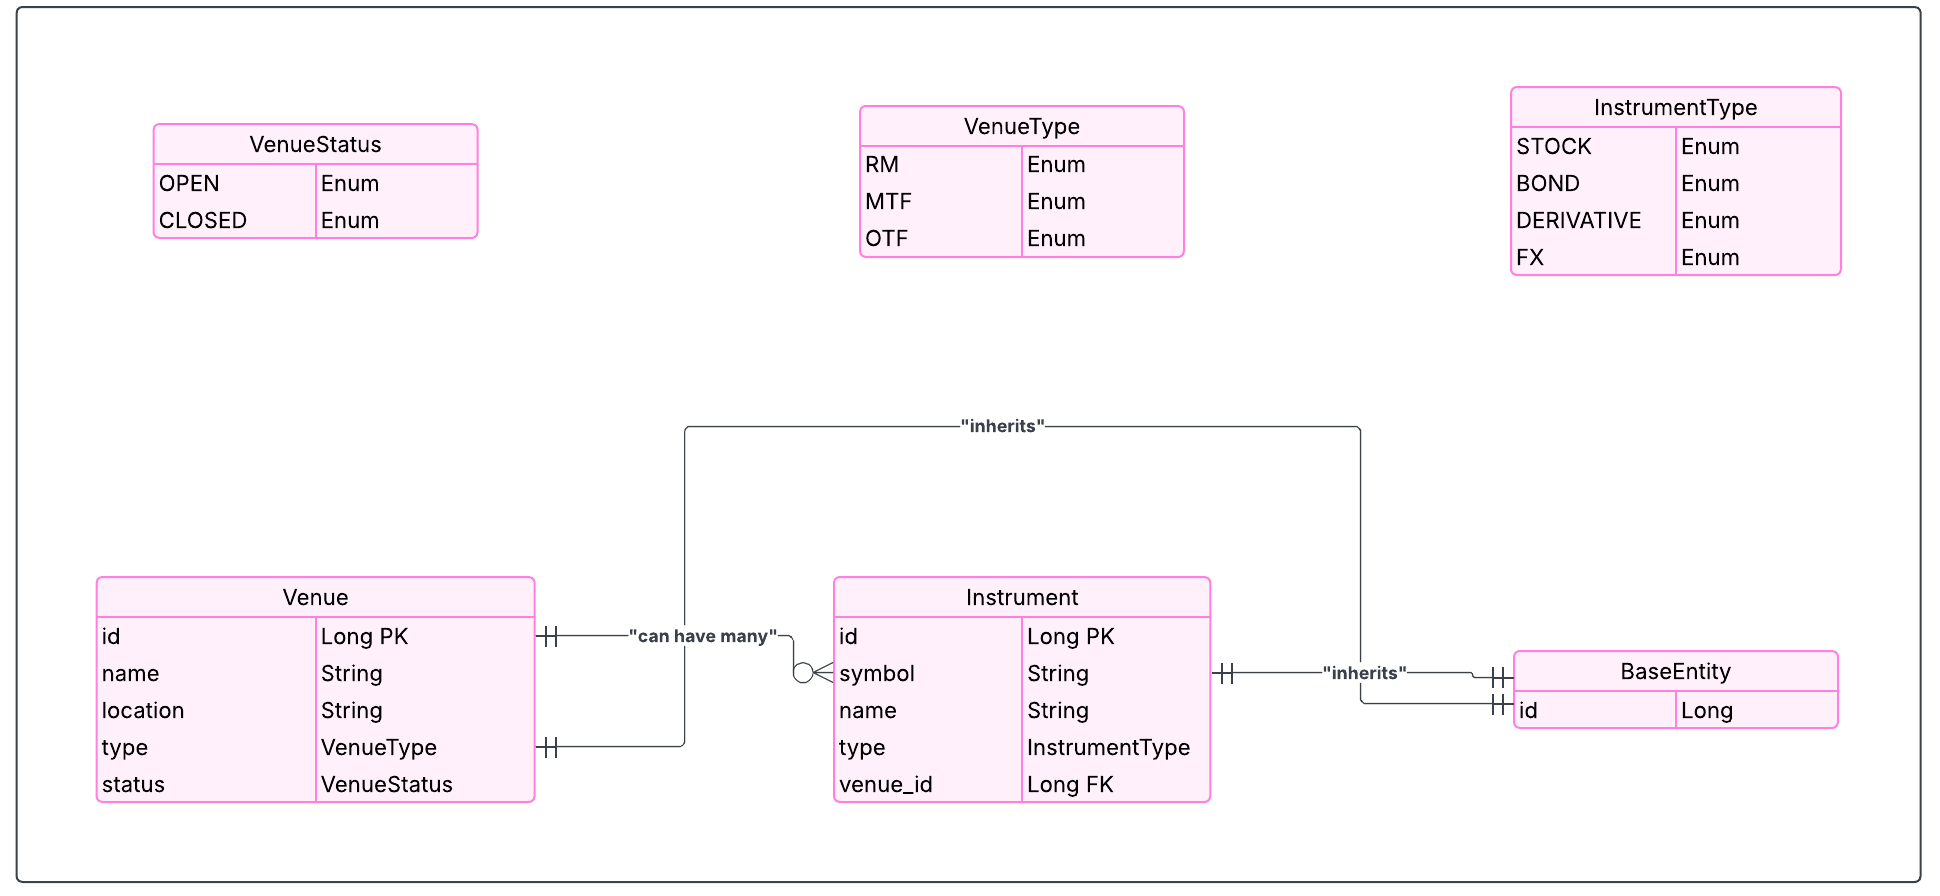 VenueStatus
OPEN Enum
CLOSED Enum
VenueType
RM Enum
MTF Enum
OTF Enum
InstrumentType
STOCK Enum
BOND Enum
DERIVATIVE Enum
FX Enum
"inherits"
Venue
id Long PK
name String
location String
type VenueType
status VenueStatus
"can have many"
Instrument
id Long PK
symbol String
name String
type InstrumentType
venue_id Long FK
"inherits"
BaseEntity
id Long